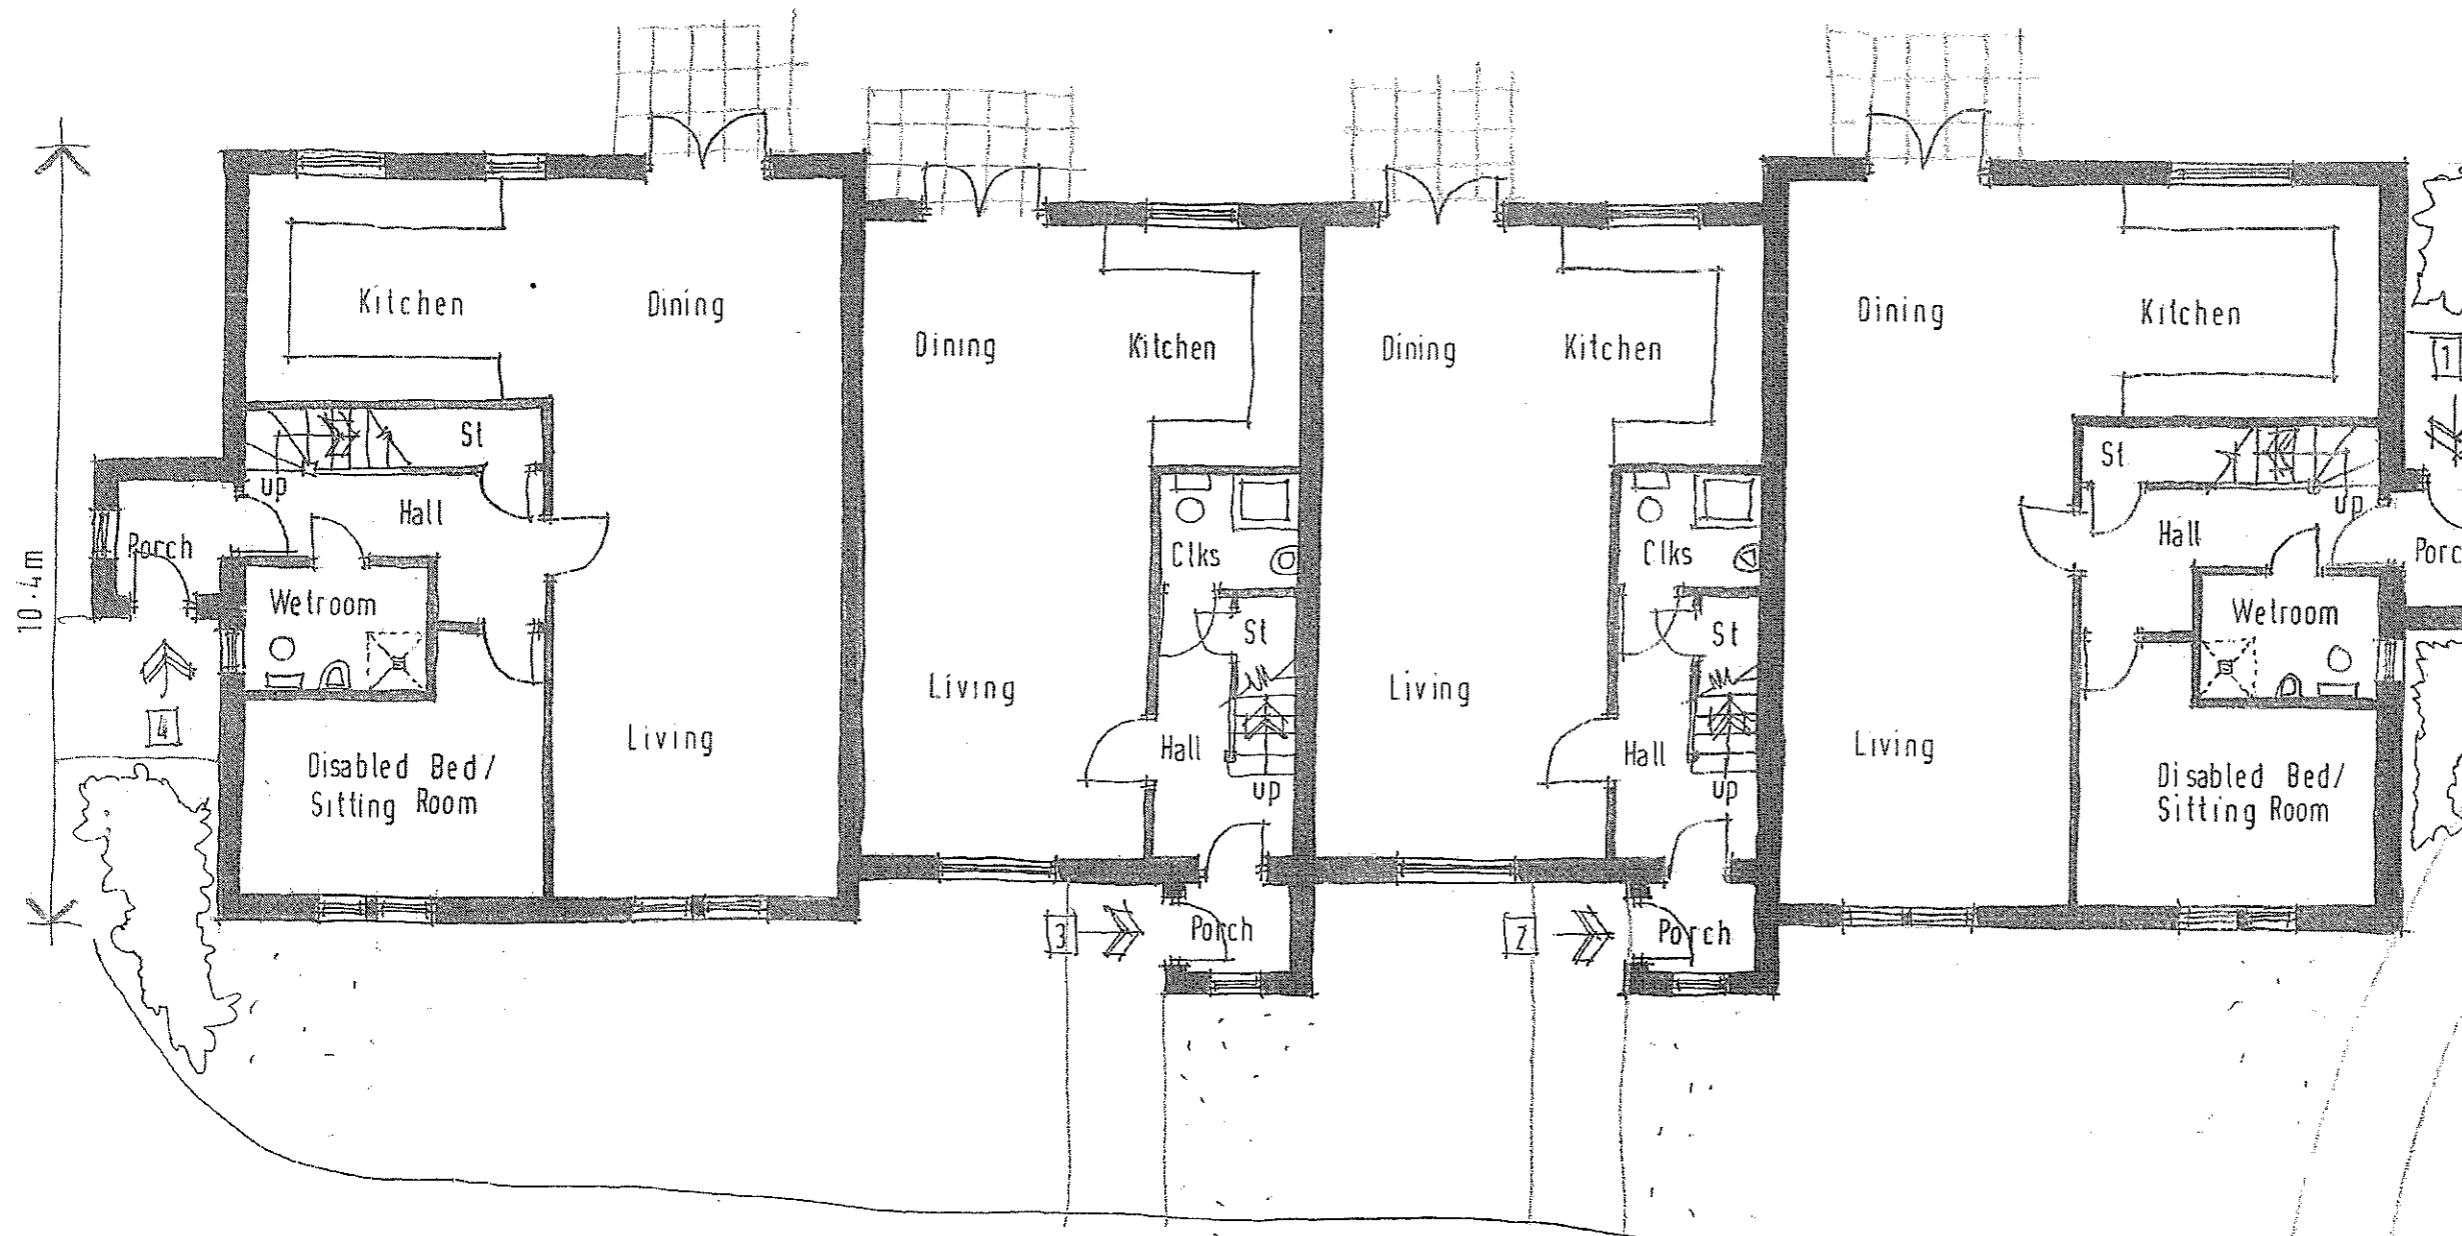 10.4m
Kitchen
Dining
St
up
Hall
Porch
Wetroom
4
Living
Disabled Bed/
Sitting Room
Dining
Kitchen
Clks
St
Living
Hall
up
3
Porch
Dining
Kitchen
Clks
St
Living
Hall
up
2
Porch
Dining
Kitchen
1
St
up
Hall
Porc
Wetroom
Living
Disabled Bed/
Sitting Room